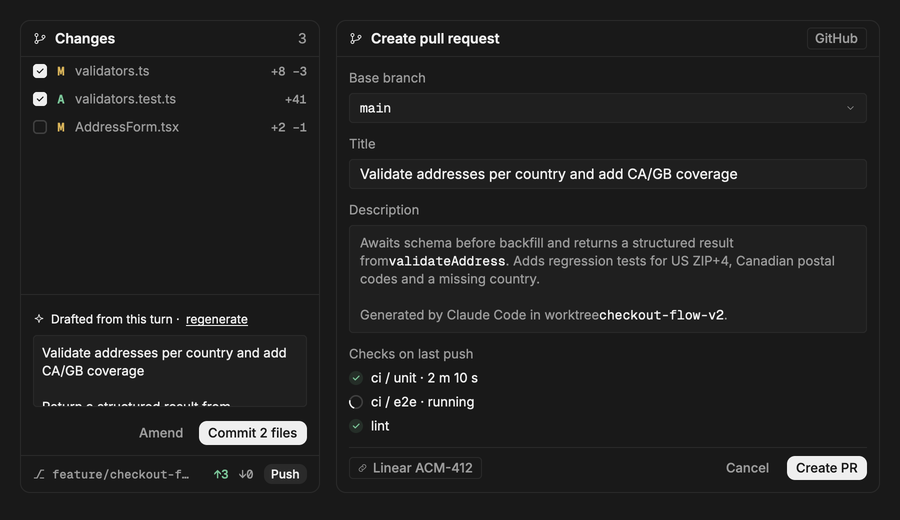 Changes 3
M validators.ts +8 −3
A validators.test.ts +41
M AddressForm.tsx +2 −1
Drafted from this turn · regenerate
Validate addresses per country and add
CA/GB coverage
Return a structured result from
Amend Commit 2 files
feature/checkout-f… ↑3 ↓0 Push
Create pull request GitHub
Base branch
main
Title
Validate addresses per country and add CA/GB coverage
Description
Awaits schema before backfill and returns a structured result
fromvalidateAddress. Adds regression tests for US ZIP+4, Canadian postal
codes and a missing country.
Generated by Claude Code in worktreecheckout-flow-v2.
Checks on last push
ci / unit · 2 m 10 s
ci / e2e · running
lint
Linear ACM-412 Cancel Create PR